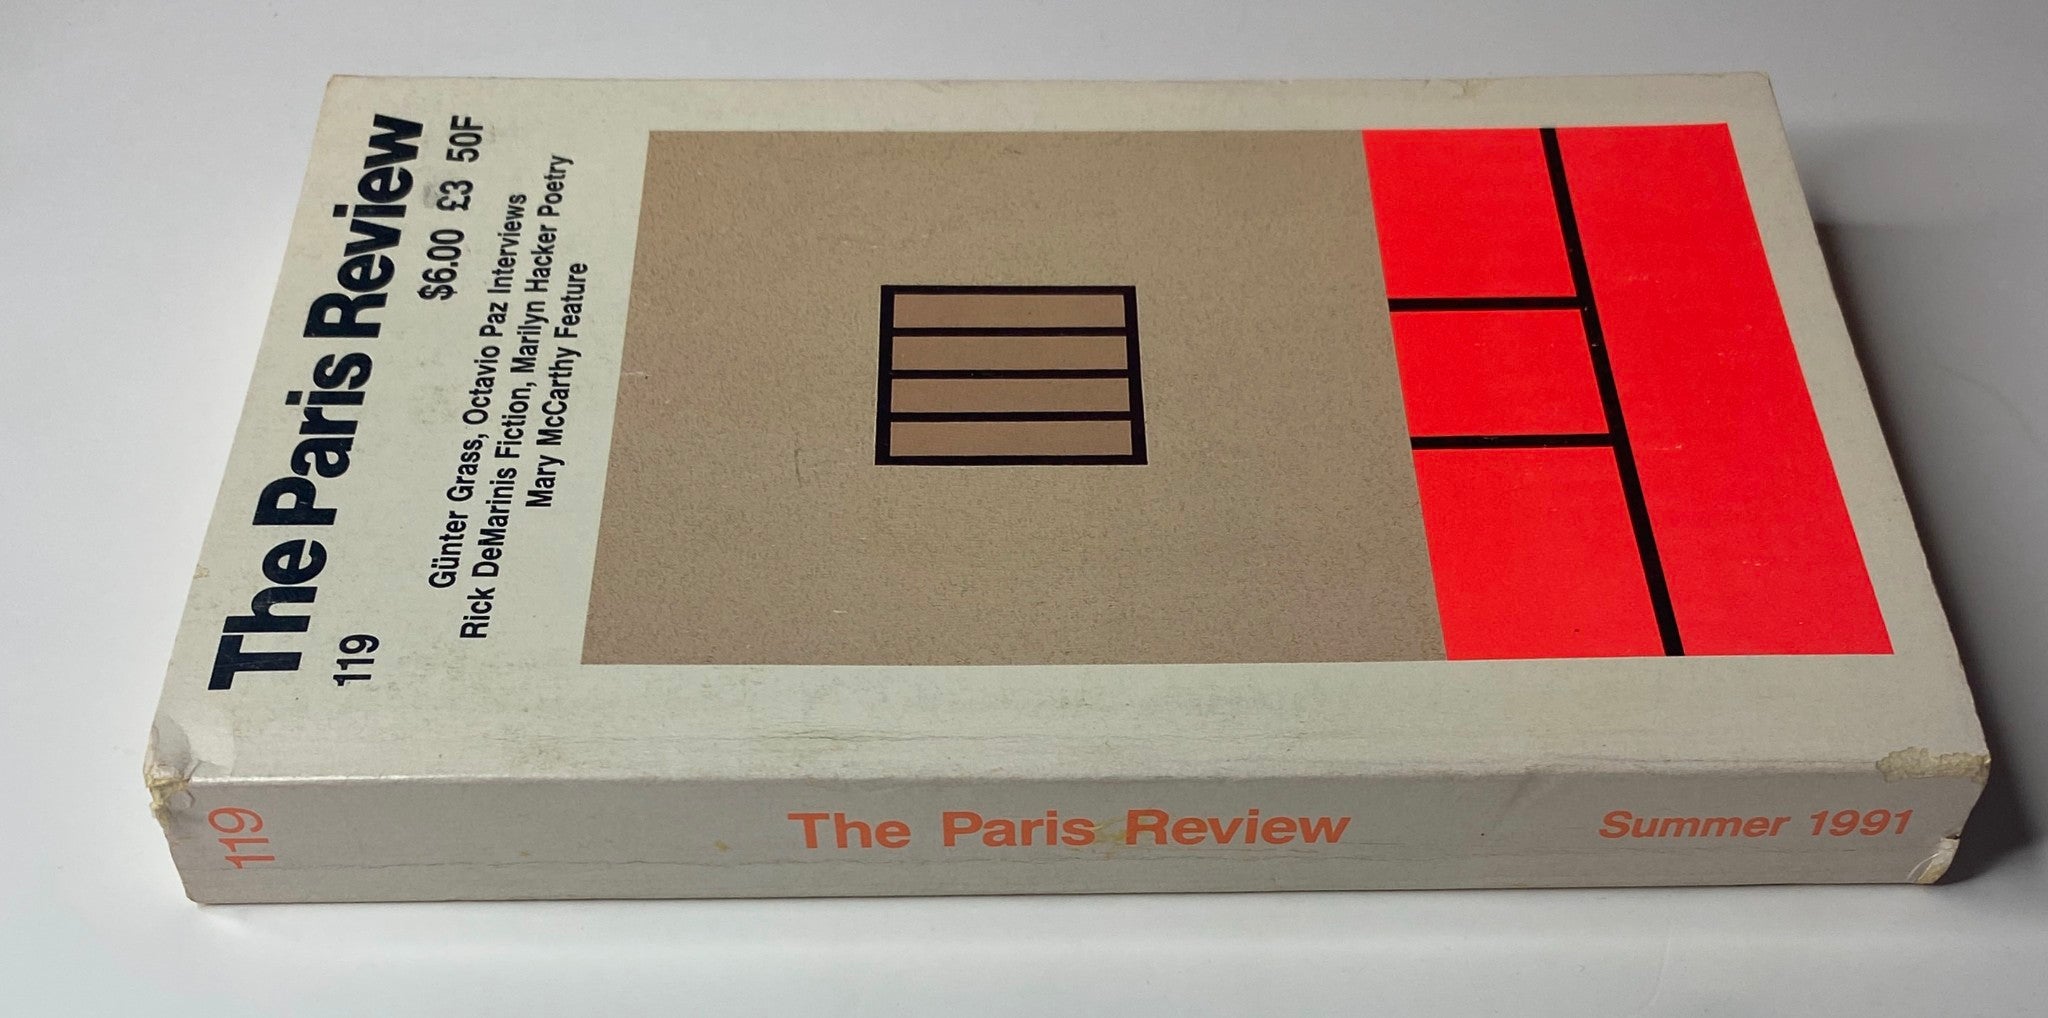 The Paris Review
119 $6.00 £3 50F
Günter Grass, Octavio Paz Interviews
Rick DeMarinis Fiction, Marilyn Hacker Poetry
Mary McCarthy Feature
119 The Paris Review Summer 1991